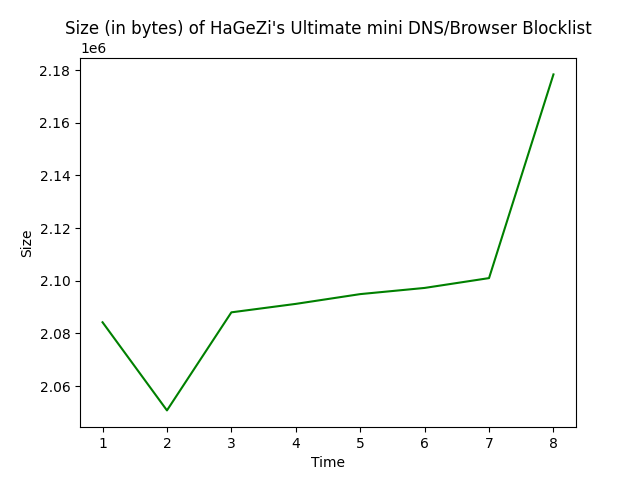 Size (in bytes) of HaGeZi's Ultimate mini DNS/Browser Blocklist
1e6
2.18
2.16
2.14
2.12
2.10
2.08
2.06
Size
1 2 3 4 5 6 7 8
Time